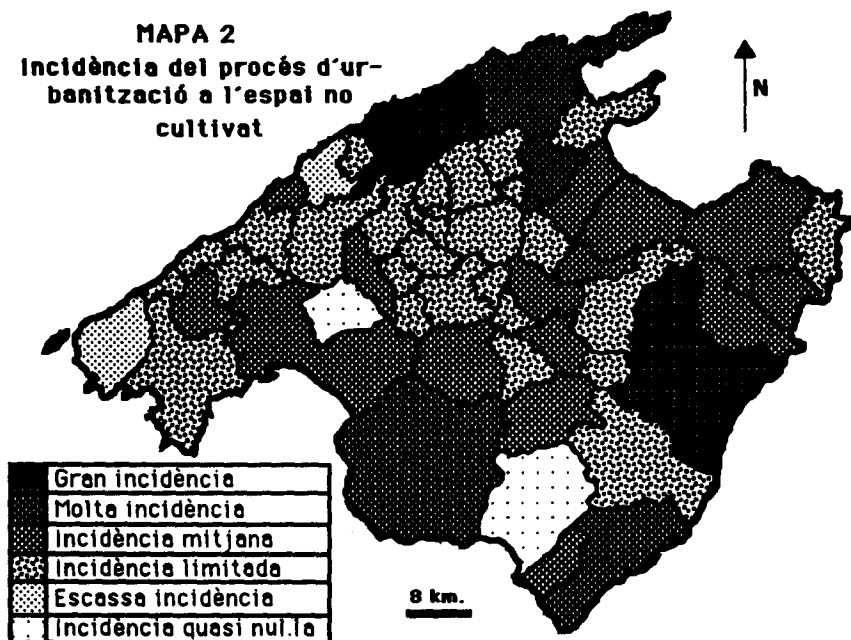 MAPA 2
Incidència del procés d'ur-
banització a l'espai no
cultivat
N
Gran incidència
Molta incidència
Incidència mitjana
Incidència limitada
Escassa incidència
Incidència quasi nul.la
8 km.